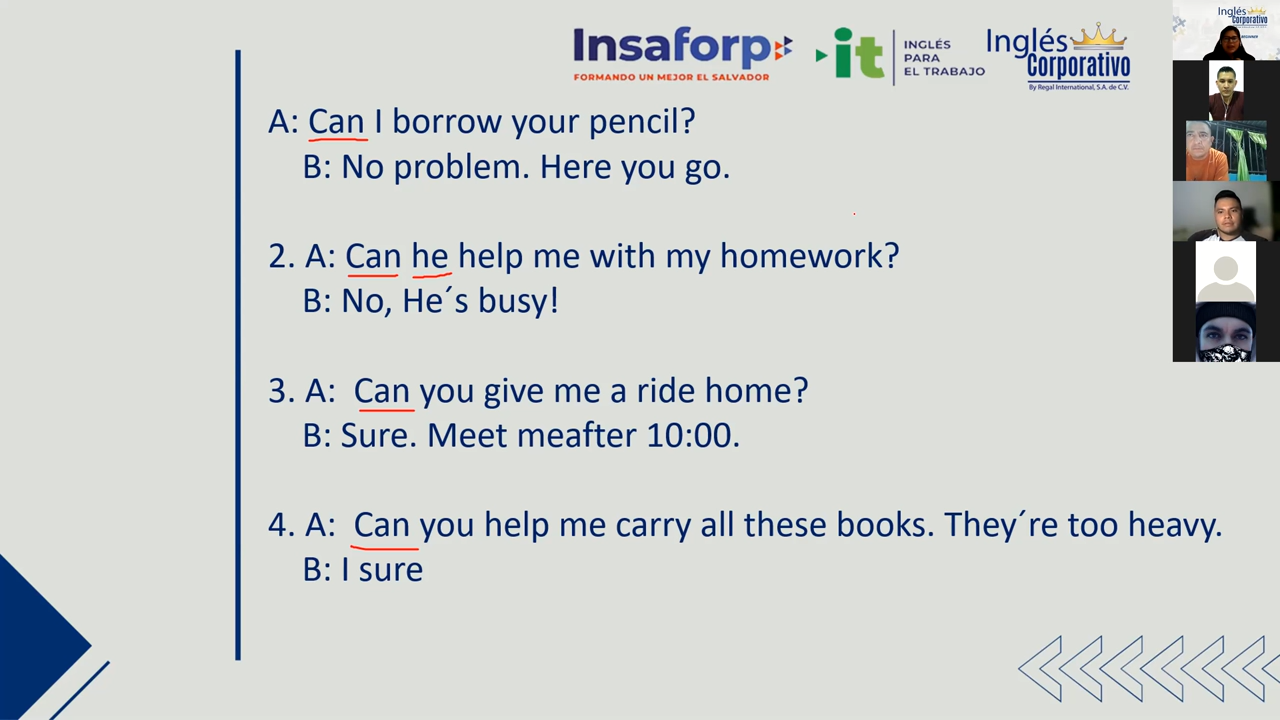 Insaforp
FORMANDO UN MEJOR EL SALVADOR
it
INGLÉS
PARA
EL TRABAJO
Inglés
Corporativo
By Regal International, S.A. de C.V.
Inglés
Corporativo
A: Can I borrow your pencil?
B: No problem. Here you go.
2. A: Can he help me with my homework?
B: No, He´s busy!
3. A: Can you give me a ride home?
B: Sure. Meet meafter 10:00.
4. A: Can you help me carry all these books. They´re too heavy.
B: I sure